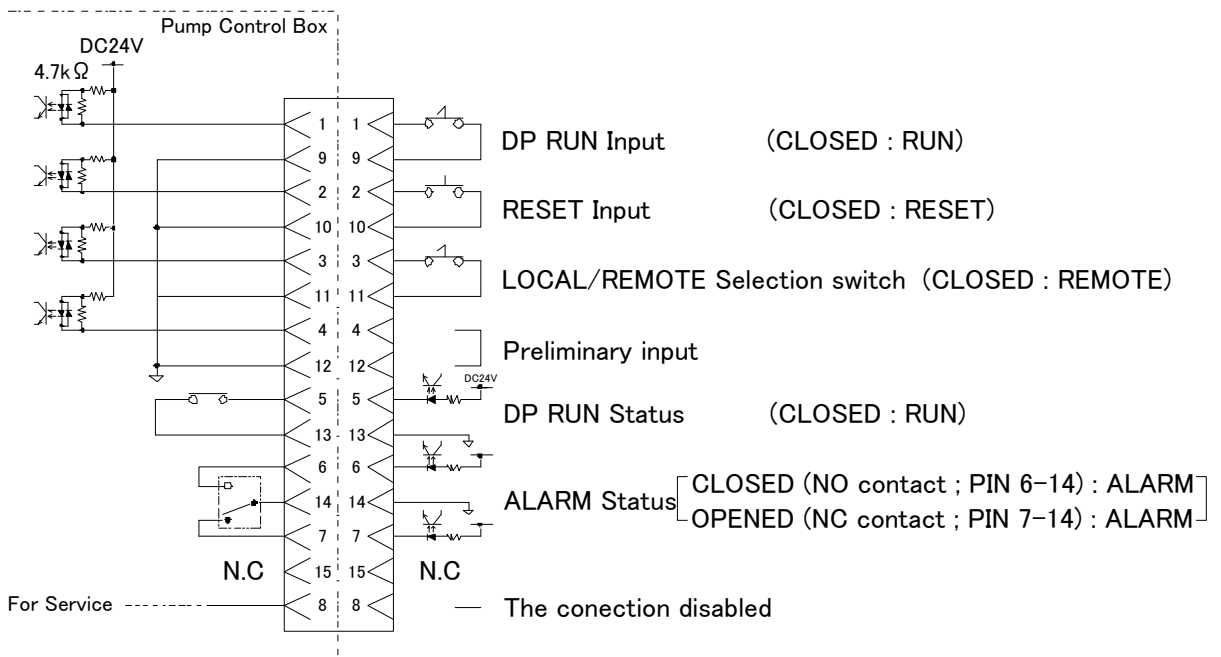 Pump Control Box
DC24V
4.7kΩ
1 1
DP RUN Input (CLOSED : RUN)
9 9
2 2
RESET Input (CLOSED : RESET)
10 10
3 3
LOCAL/REMOTE Selection switch (CLOSED : REMOTE)
11 11
4 4
Preliminary input
12 12
DC24V
5 5
DP RUN Status (CLOSED : RUN)
13 13
6 6
CLOSED (NO contact ; PIN 6-14) : ALARM
14 14
ALARM Status
OPENED (NC contact ; PIN 7-14) : ALARM
7 7
N.C 15 15 N.C
For Service 8 8 The conection disabled